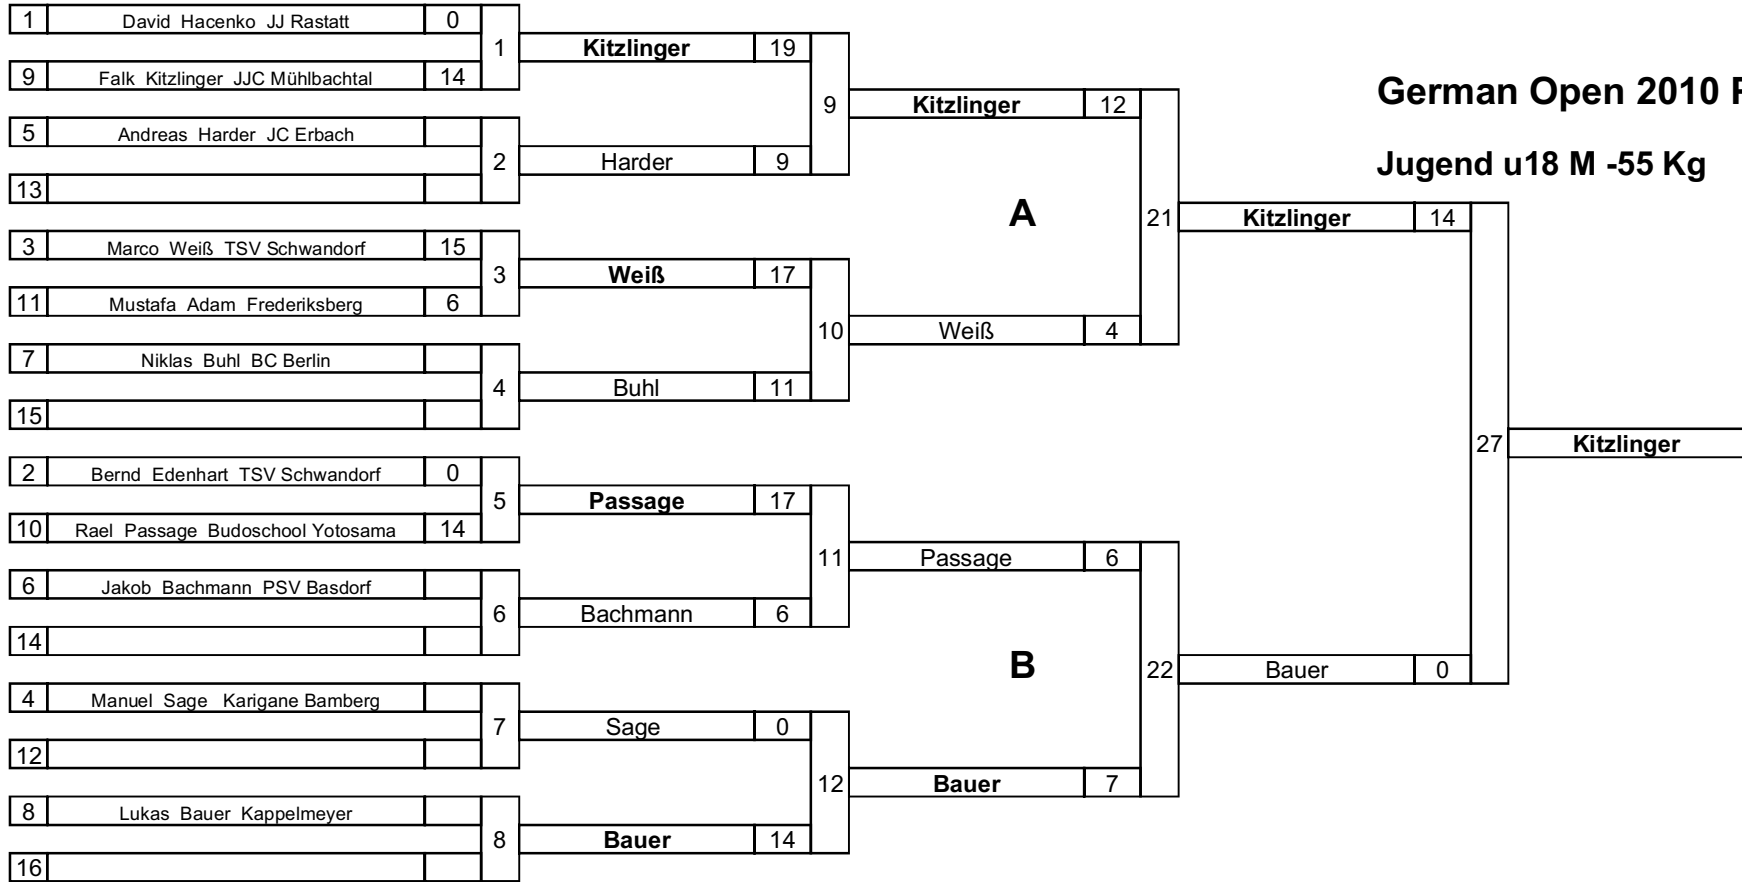 German Open 2010
Jugend u18 M -55 Kg
1 David Hacenko JJ Rastatt 0
1
9 Falk Kitzlinger JJC Mühlbachtal 14
Kitzlinger 19
5 Andreas Harder JC Erbach
2
13
Harder 9
9
Kitzlinger 12
3 Marco Weiß TSV Schwandorf 15
3
11 Mustafa Adam Frederiksberg 6
Weiß 17
7 Niklas Buhl BC Berlin
4
15
Buhl 11
10
Weiß 4
A
21
Kitzlinger 14
2 Bernd Edenhart TSV Schwandorf 0
5
10 Rael Passage Budoschool Yotosama 14
Passage 17
6 Jakob Bachmann PSV Basdorf
6
14
Bachmann 6
11
Passage 6
4 Manuel Sage Karigane Bamberg
7
12
Sage 0
8 Lukas Bauer Kappelmeyer
8
16
Bauer 14
12
Bauer 7
B
22
Bauer 0
27
Kitzlinger